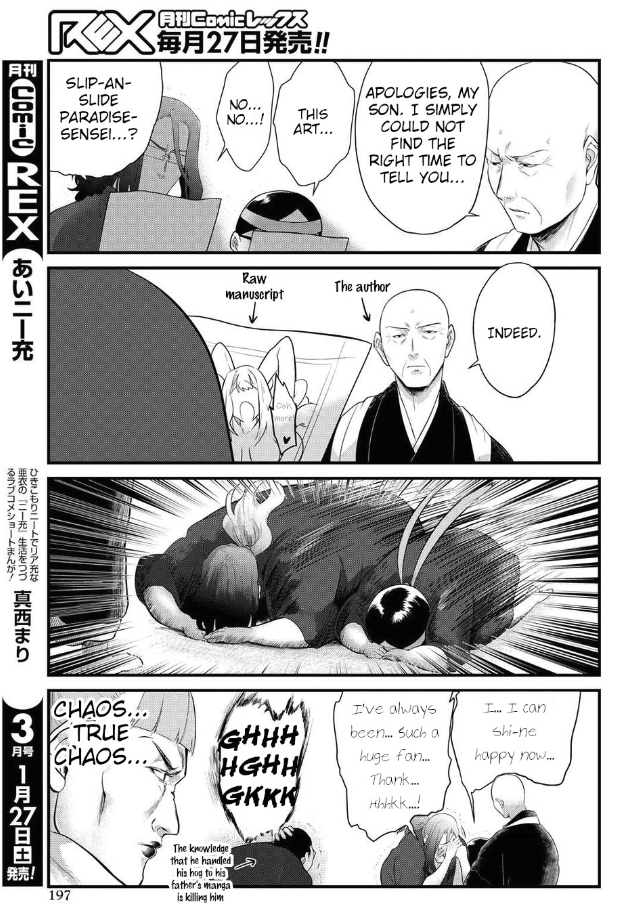 REX
月刊Comicレックス
毎月27日発売!!
月刊
Comic
REX
あいニー充
ひきこもりニートでリア充な
亜衣の「ニー充」生活をつづ
るラブコメショートまんが!
真西まり
3
月号
1月27日土
発売!
APOLOGIES, MY
SON. I SIMPLY
COULD NOT
FIND THE
RIGHT TIME TO
TELL YOU...
THIS
ART...
NO...
NO...!
SLIP-AN-
SLIDE
PARADISE-
SENSEI...?
INDEED.
The author
Raw
manuscript
Ooh,
more!
I... I can
shi-ne
happy now...
I've always
been... such a
huge fan...
Thank...
Hhhkk...!
GHHH
HGHH
GKKK
The knowledge
that he handled
his hog to his
father's manga
is killing him
CHAOS...
TRUE
CHAOS...
197